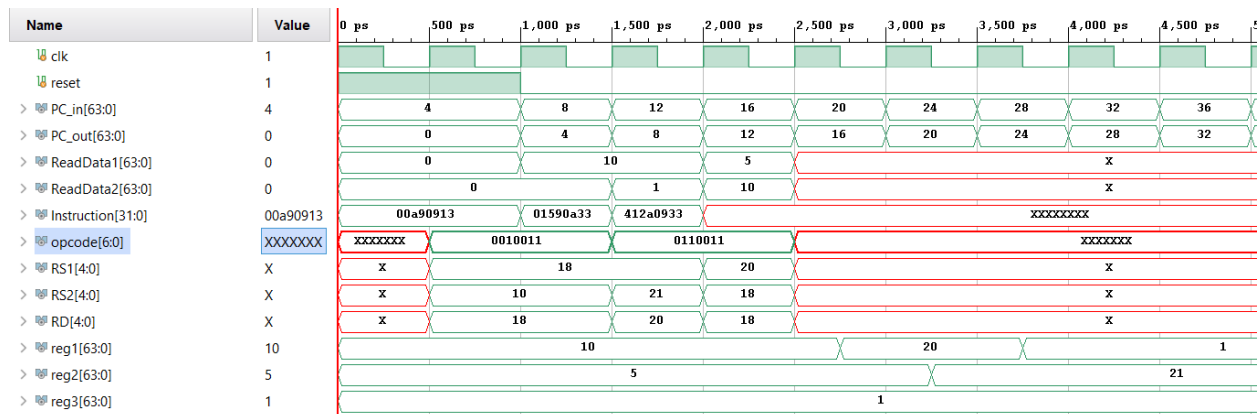 Name Value 0 ps 500 ps 1,000 ps 1,500 ps 2,000 ps 2,500 ps 3,000 ps 3,500 ps 4,000 ps 4,500 ps
clk 1
reset 1
PC_in[63:0] 4 4 8 12 16 20 24 28 32 36
PC_out[63:0] 0 0 4 8 12 16 20 24 28 32
ReadData1[63:0] 0 0 10 5 X
ReadData2[63:0] 0 0 1 10 X
Instruction[31:0] 00a90913 00a90913 01590a33 412a0933 XXXXXXXX
opcode[6:0] XXXXXXX XXXXXXX 0010011 0110011 XXXXXXX
RS1[4:0] X X 18 20 X
RS2[4:0] X X 10 21 18 X
RD[4:0] X X 18 20 18 X
reg1[63:0] 10 10 20 1
reg2[63:0] 5 5 21
reg3[63:0] 1 1